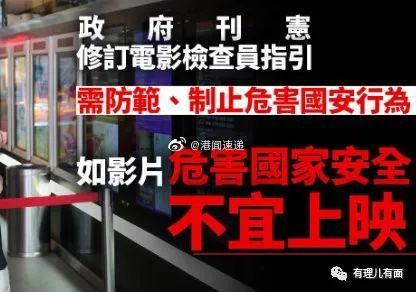 政府刊憲
修訂電影檢查員指引
需防範、制止危害國安行為
@港闻速递
如影片危害國家安全
不宜上映
有理儿有面